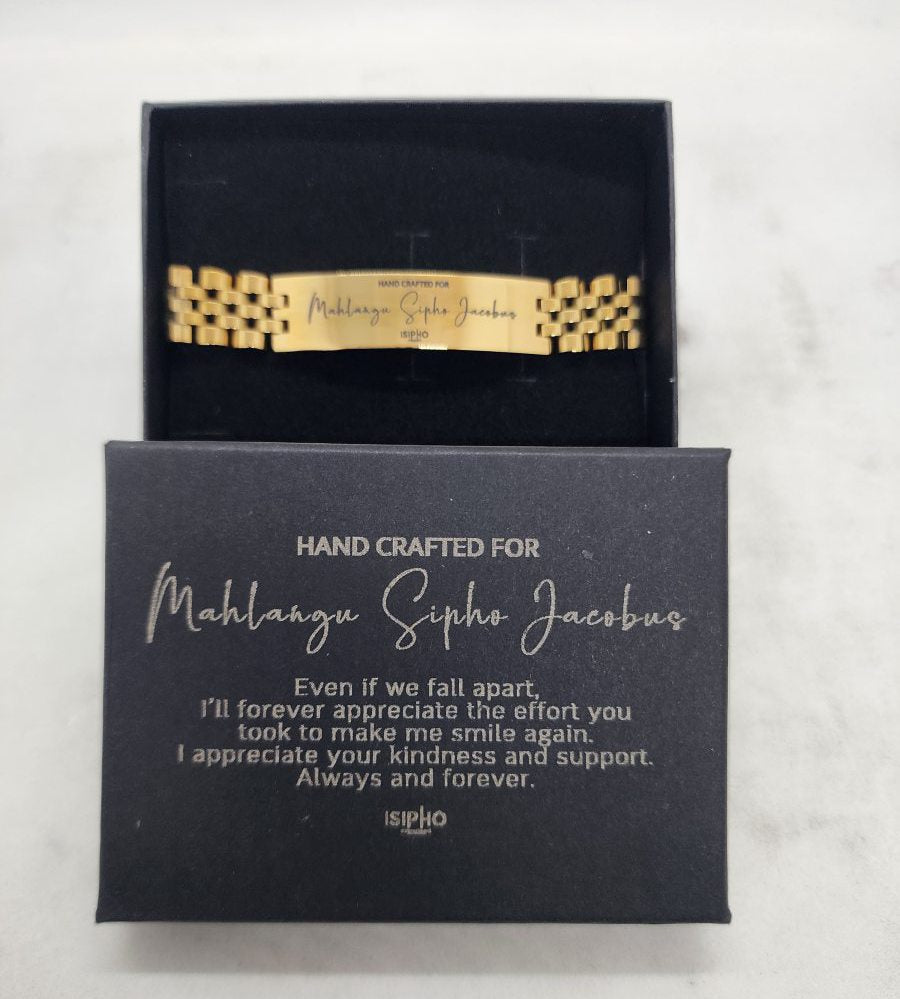 HAND CRAFTED FOR
Mahlangu Sipho Jacobus
ISIPHO
HAND CRAFTED FOR
Mahlangu Sipho Jacobus
Even if we fall apart,
I'll forever appreciate the effort you
took to make me smile again.
I appreciate your kindness and support.
Always and forever.
ISIPHO